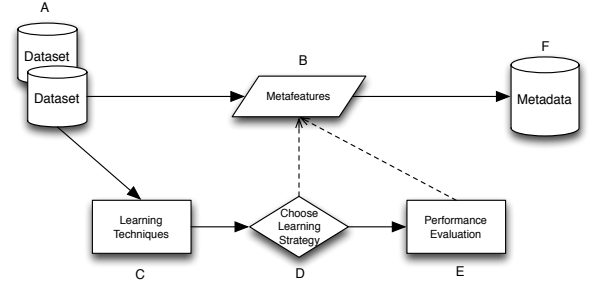 A
Dataset
Dataset
B
Metafeatures
F
Metadata
Learning
Techniques
C
Choose
Learning
Strategy
D
Performance
Evaluation
E